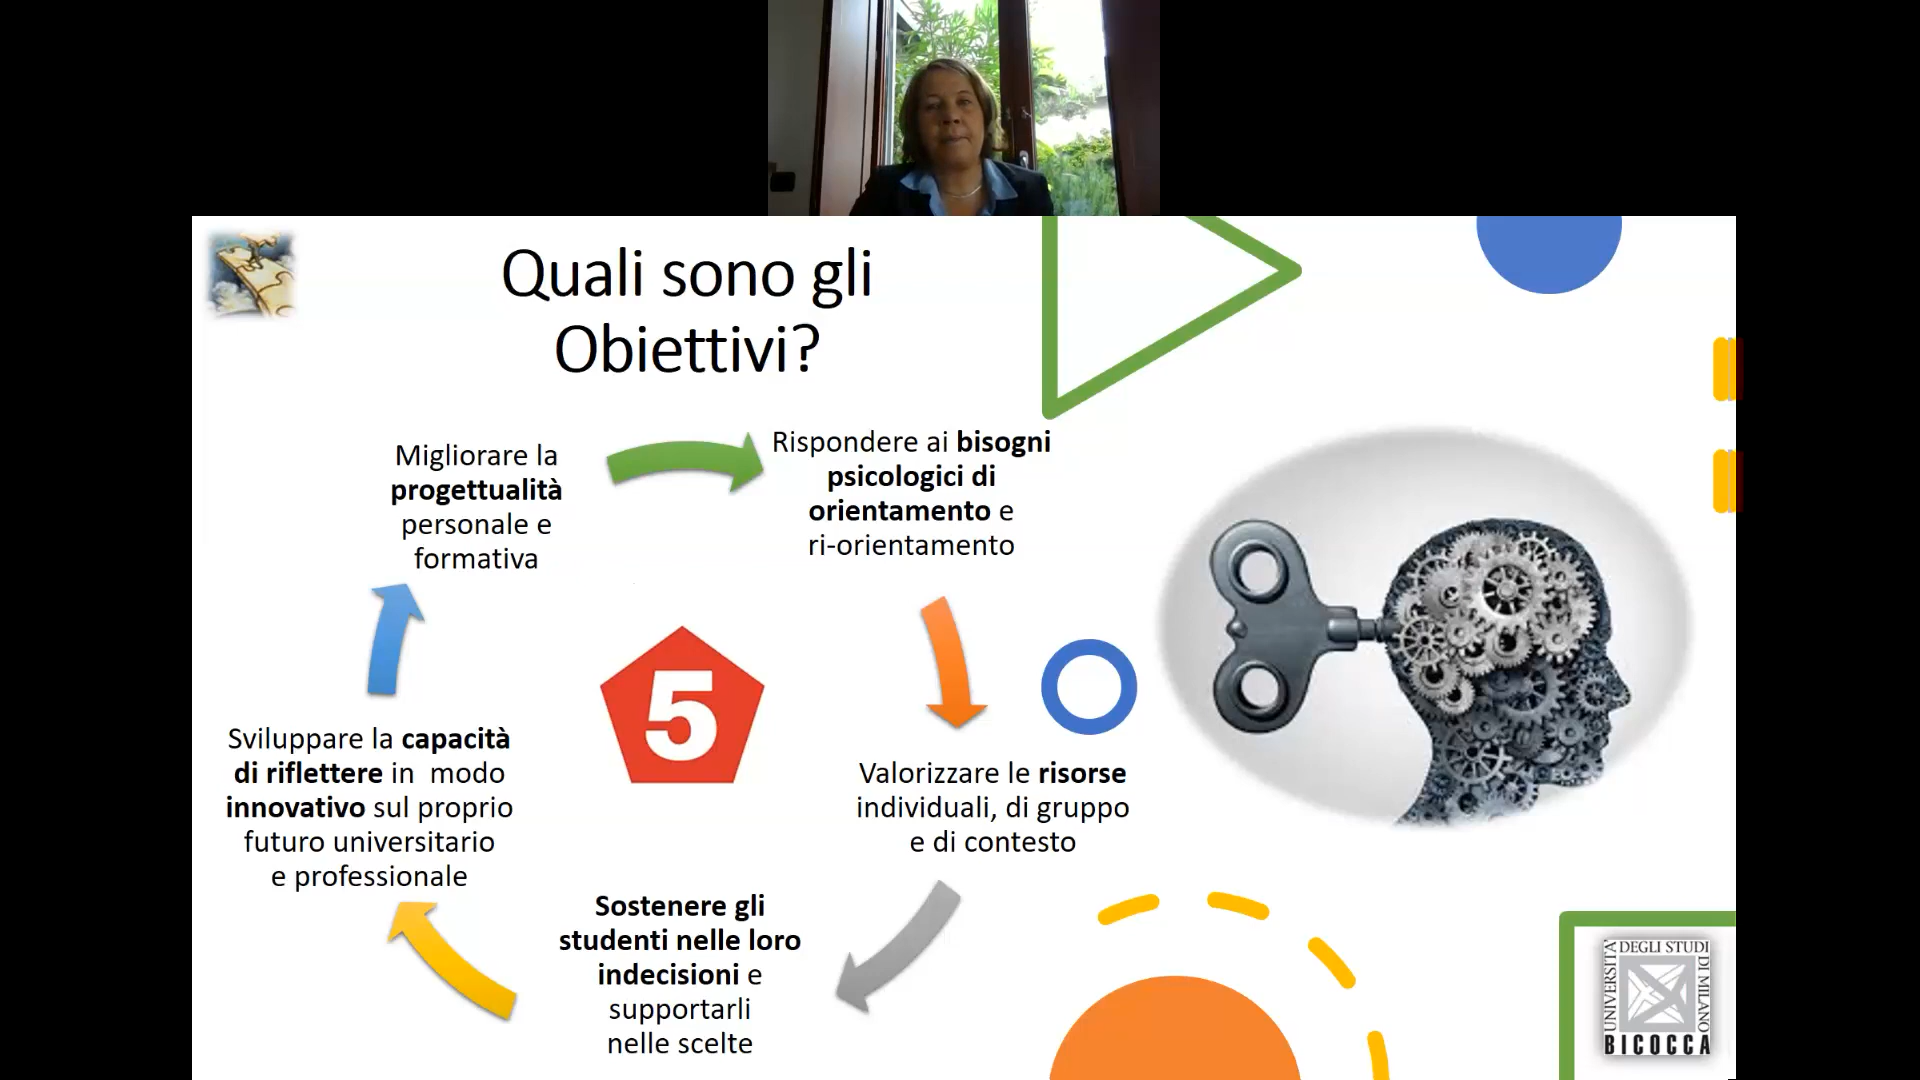 Quali sono gli
Obiettivi?
Rispondere ai bisogni
psicologici di
orientamento e
ri-orientamento
Valorizzare le risorse
individuali, di gruppo
e di contesto
Sostenere gli
studenti nelle loro
indecisioni e
supportarli
nelle scelte
Sviluppare la capacità
di riflettere in  modo
innovativo sul proprio
futuro universitario
e professionale
Migliorare la
progettualità
personale e
formativa
5
UNIVERSITÀ
DEGLI STUDI
DI MILANO
BICOCCA